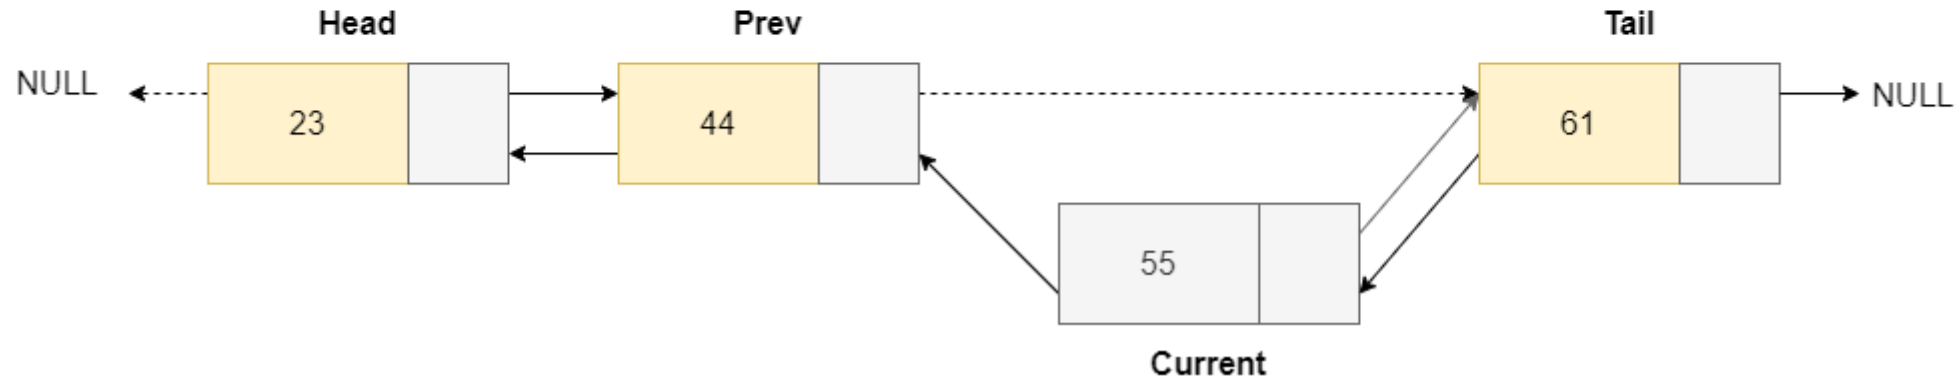 Head
Prev
Tail
NULL
23
44
61
NULL
55
Current